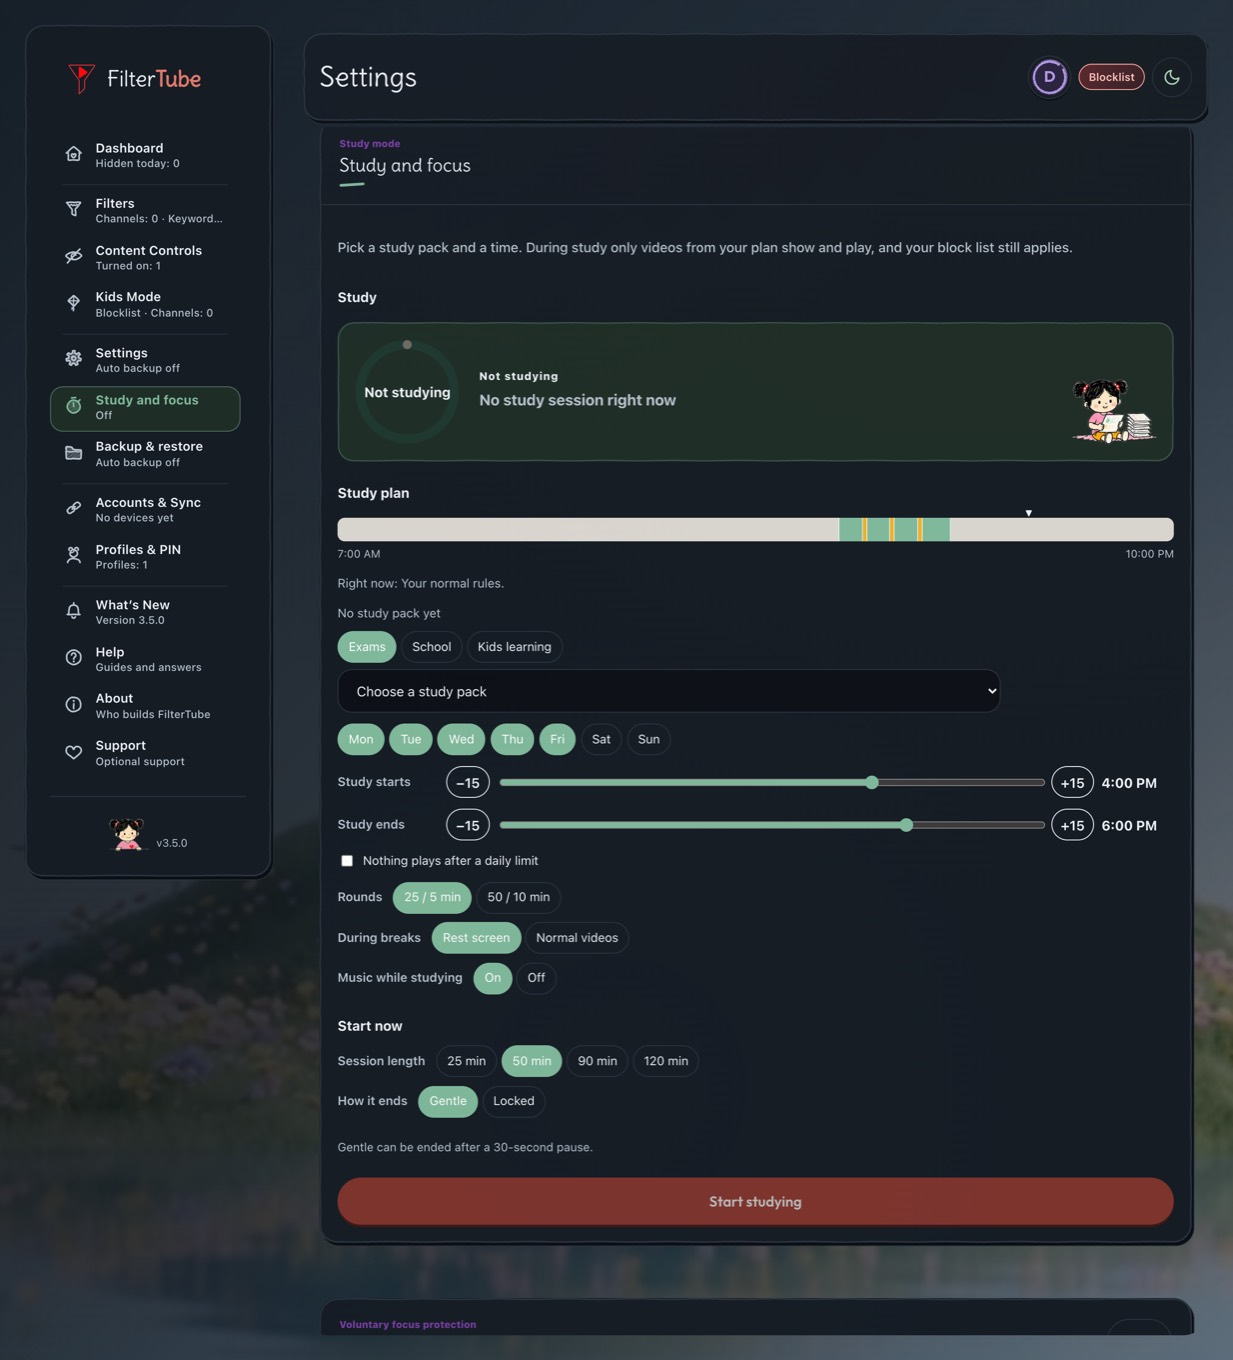 FilterTube
Dashboard
Hidden today: 0
Filters
Channels: 0 · Keyword...
Content Controls
Turned on: 1
Kids Mode
Blocklist · Channels: 0
Settings
Auto backup off
Study and focus
Off
Backup & restore
Auto backup off
Accounts & Sync
No devices yet
Profiles & PIN
Profiles: 1
What's New
Version 3.5.0
Help
Guides and answers
About
Who builds FilterTube
Support
Optional support
v3.5.0
Settings
D
Blocklist
Study mode
Study and focus
Pick a study pack and a time. During study only videos from your plan show and play, and your block list still applies.
Study
Not studying
Not studying
No study session right now
Study plan
7:00 AM 10:00 PM
Right now: Your normal rules.
No study pack yet
Exams School Kids learning
Choose a study pack
Mon Tue Wed Thu Fri Sat Sun
Study starts −15 +15 4:00 PM
Study ends −15 +15 6:00 PM
Nothing plays after a daily limit
Rounds 25 / 5 min 50 / 10 min
During breaks Rest screen Normal videos
Music while studying On Off
Start now
Session length 25 min 50 min 90 min 120 min
How it ends Gentle Locked
Gentle can be ended after a 30-second pause.
Start studying
Voluntary focus protection